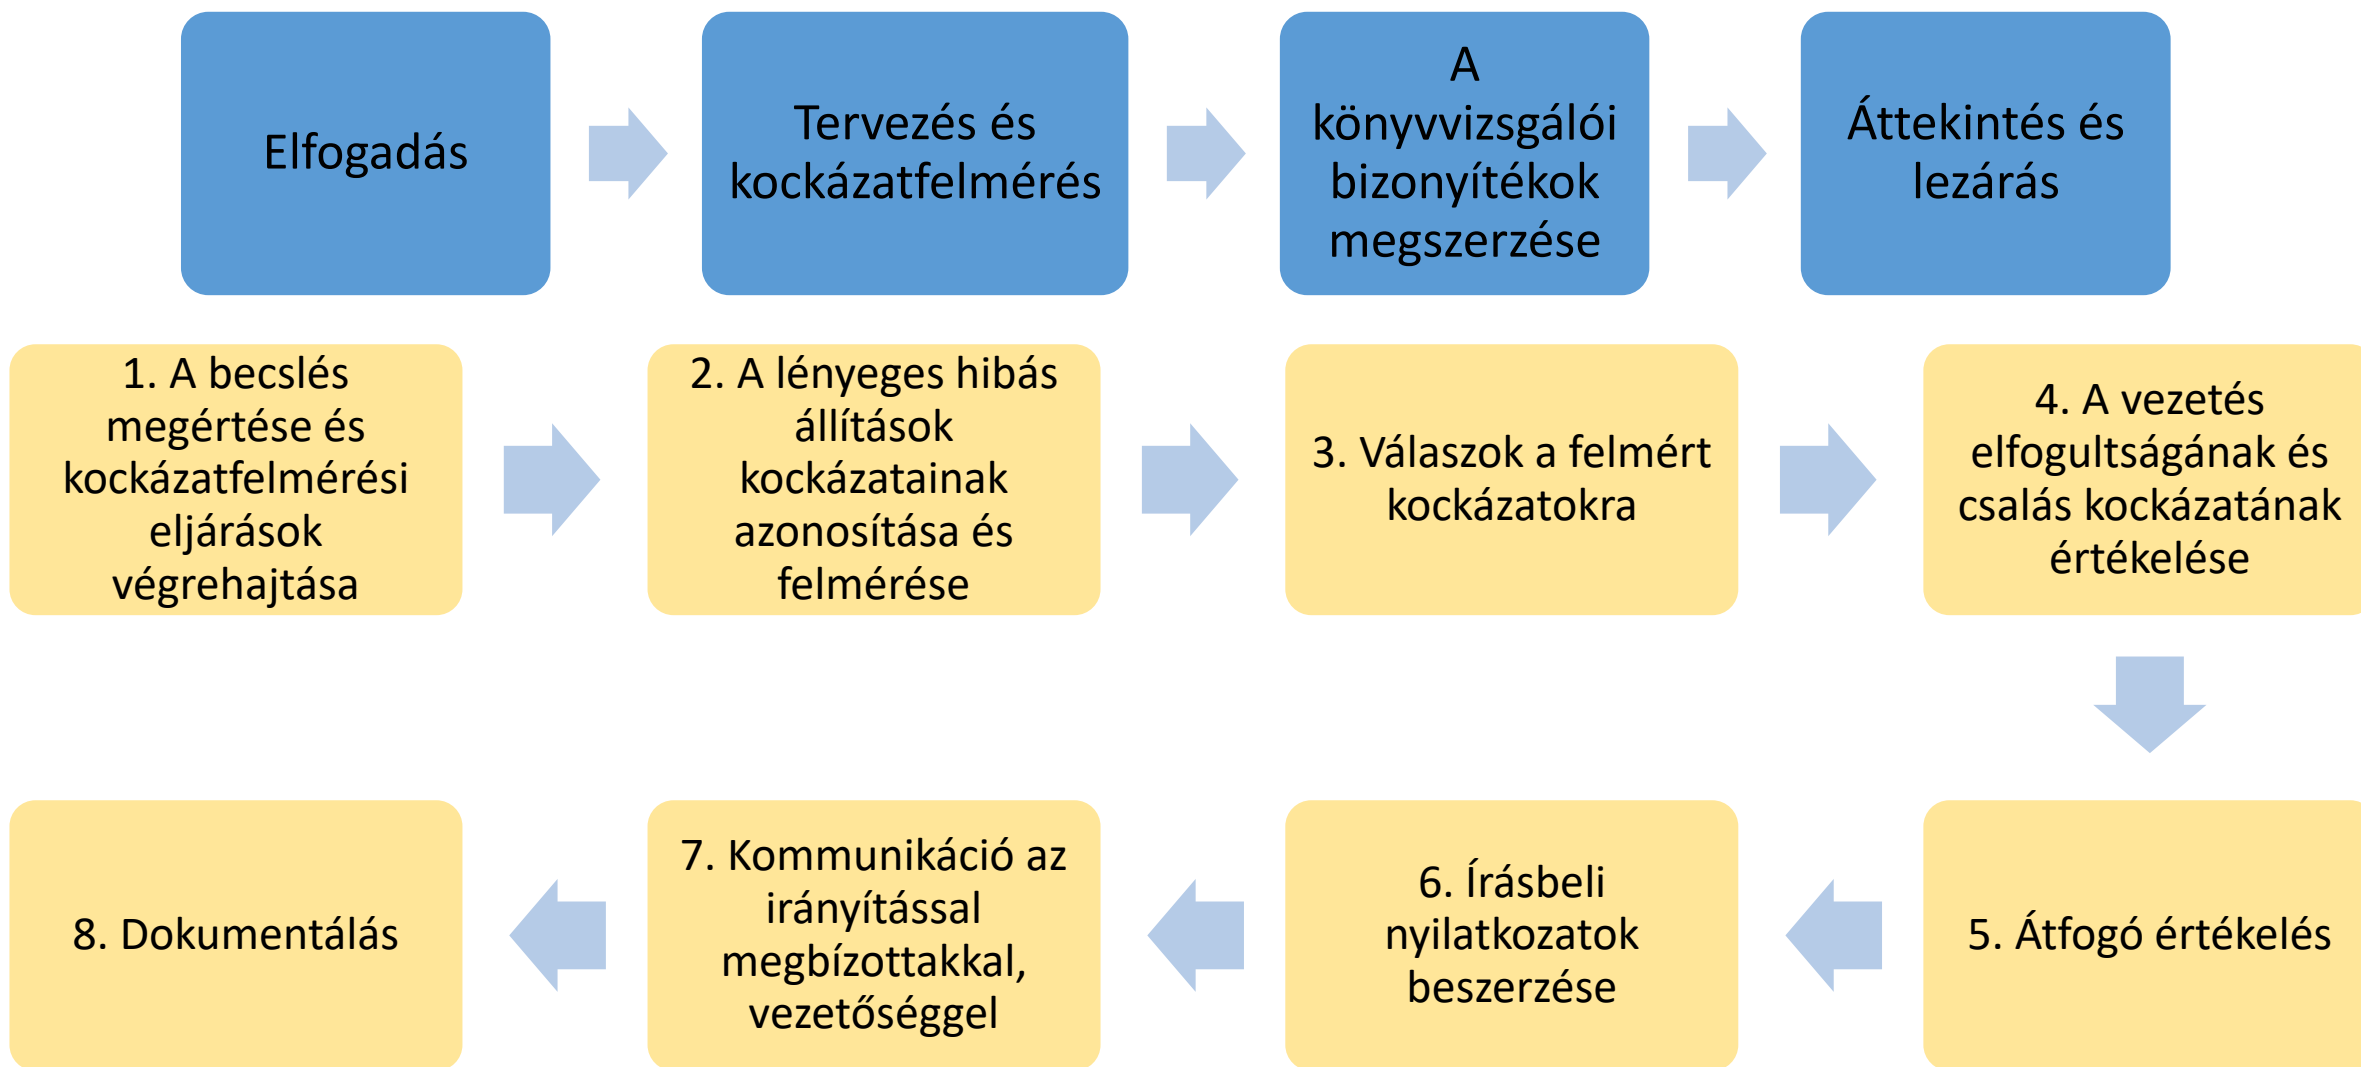 Elfogadás
Tervezés és
kockázatfelmérés
A
könyvvizsgálói
bizonyítékok
megszerzése
Áttekintés és
lezárás
1. A becslés
megértése és
kockázatfelmérési
eljárások
végrehajtása
2. A lényeges hibás
állítások
kockázatainak
azonosítása és
felmérése
3. Válaszok a felmért
kockázatokra
4. A vezetés
elfogultságának és
csalás kockázatának
értékelése
5. Átfogó értékelés
6. Írásbeli
nyilatkozatok
beszerzése
7. Kommunikáció az
irányítással
megbízottakkal,
vezetőséggel
8. Dokumentálás